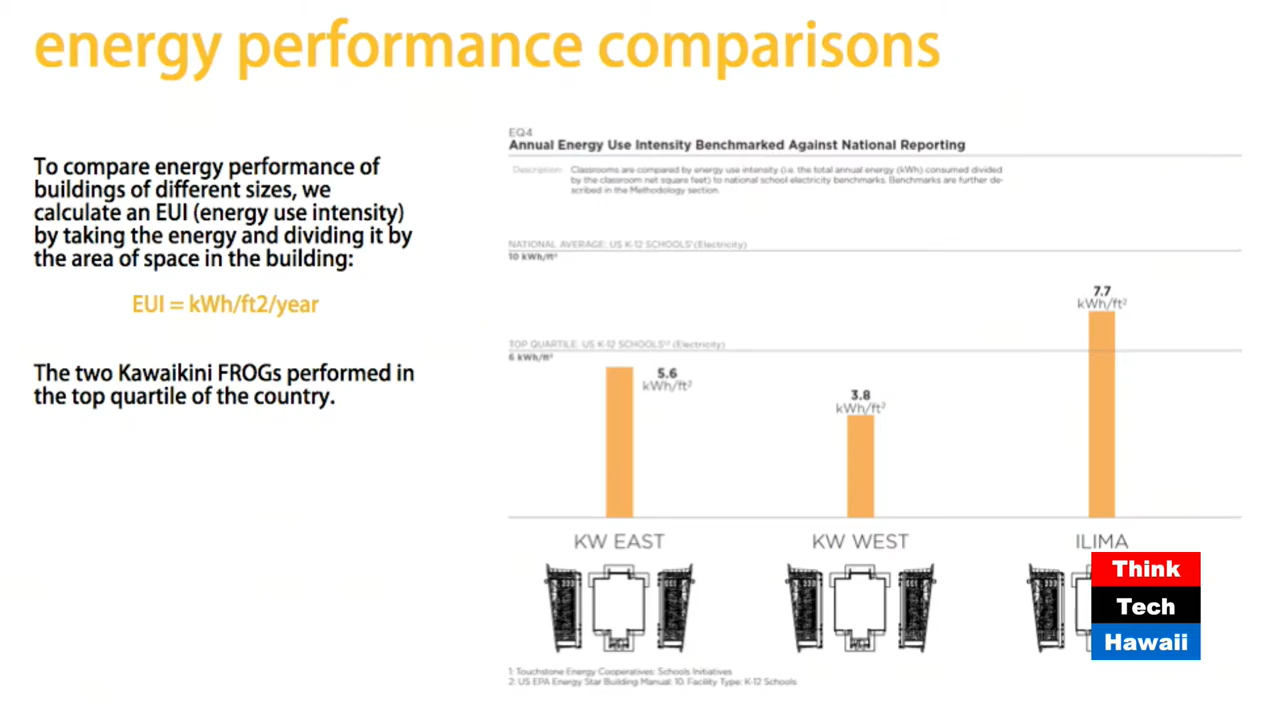 energy performance comparisons
To compare energy performance of
buildings of different sizes, we
calculate an EUI (energy use intensity)
by taking the energy and dividing it by
the area of space in the building:
EUI = kWh/ft2/year
The two Kawaikini FROGs performed in
the top quartile of the country.
EQ4
Annual Energy Use Intensity Benchmarked Against National Reporting
Description: Classrooms are compared by energy use intensity (i.e. the total annual energy (kWh) consumed divided
by the classroom net square feet) to national school electricity benchmarks. Benchmarks are further de-
scribed in the Methodology section.
NATIONAL AVERAGE: US K-12 SCHOOLS¹ (Electricity)
10 kWh/ft²
7.7
kWh/ft²
TOP QUARTILE: US K-12 SCHOOLS¹² (Electricity)
6 kWh/ft²
5.6
kWh/ft²
3.8
kWh/ft²
KW EAST
KW WEST
ILIMA
Think
Tech
Hawaii
1: Touchstone Energy Cooperatives: Schools Initiatives
2: US EPA Energy Star Building Manual: 10. Facility Type: K-12 Schools